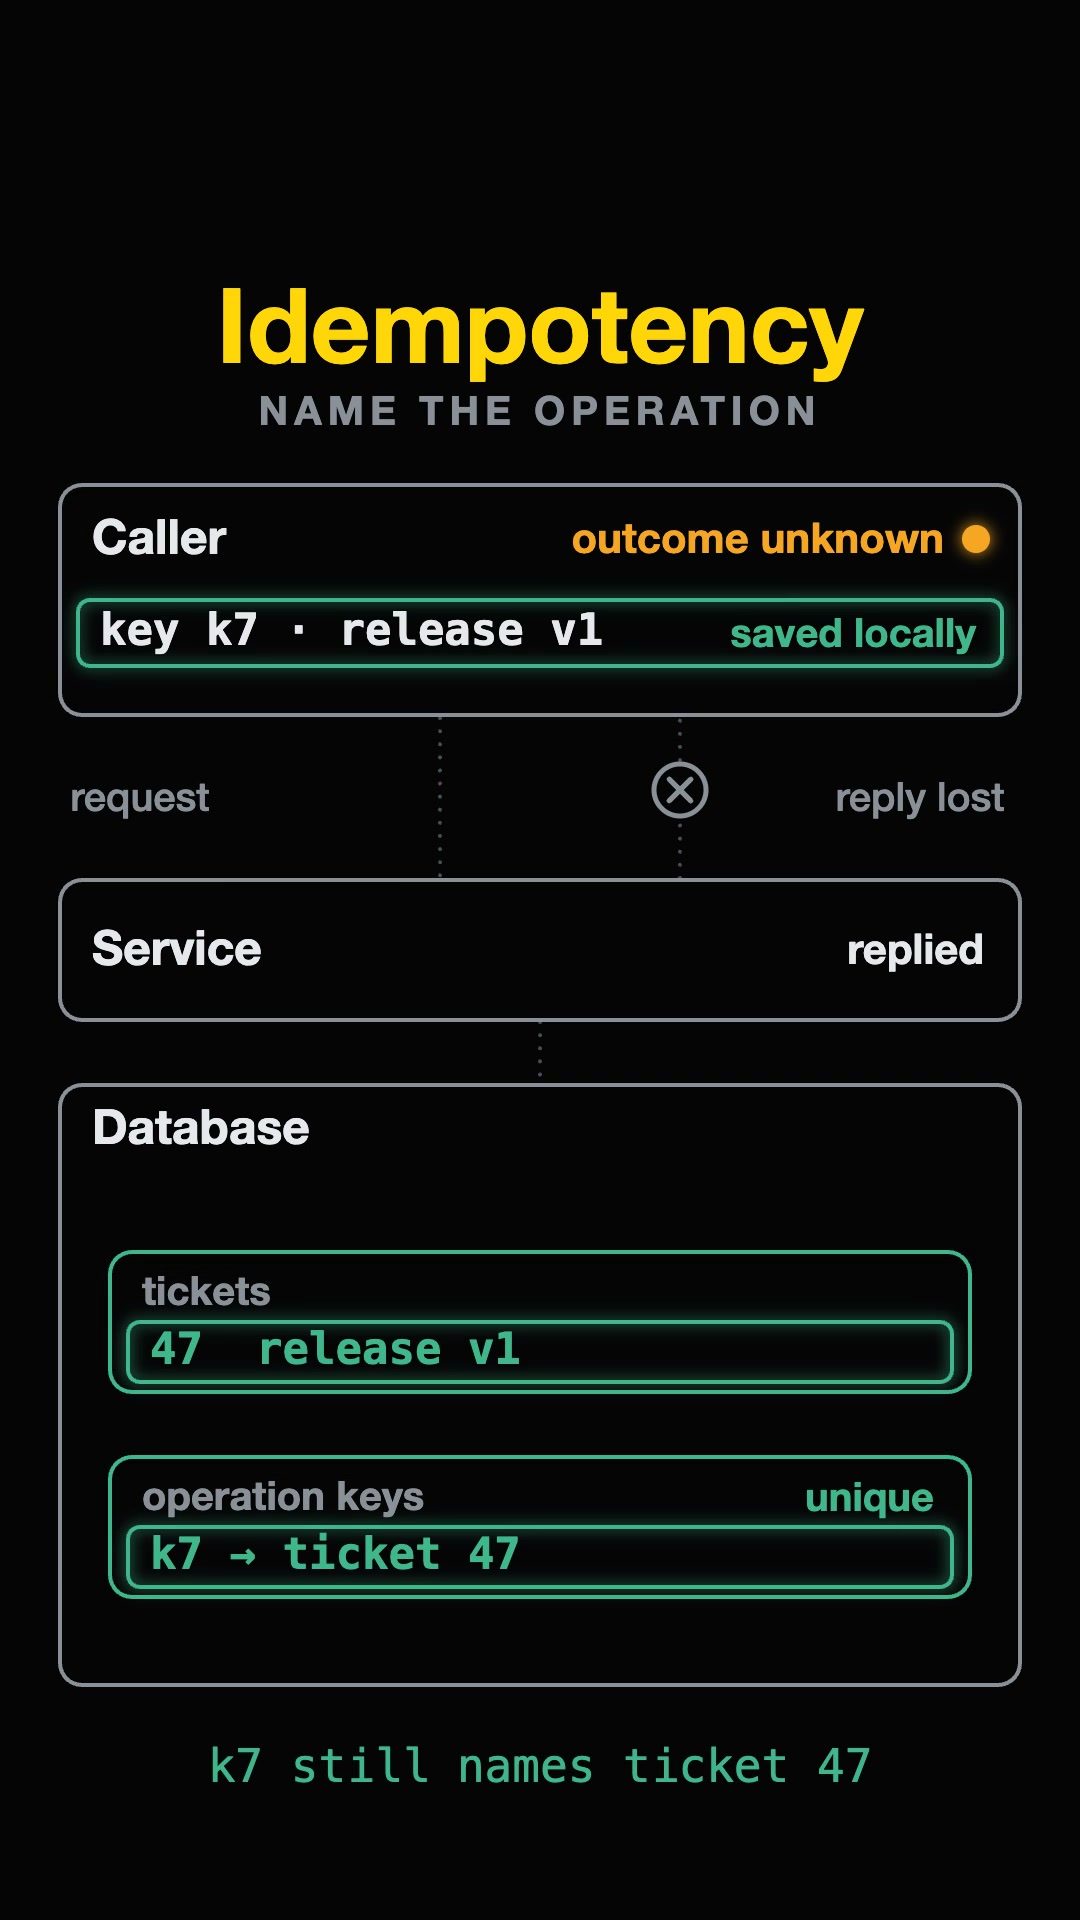 Idempotency
NAME THE OPERATION
Caller outcome unknown
key k7 · release v1 saved locally
request reply lost
Service replied
Database
tickets
47 release v1
operation keys unique
k7 → ticket 47
k7 still names ticket 47